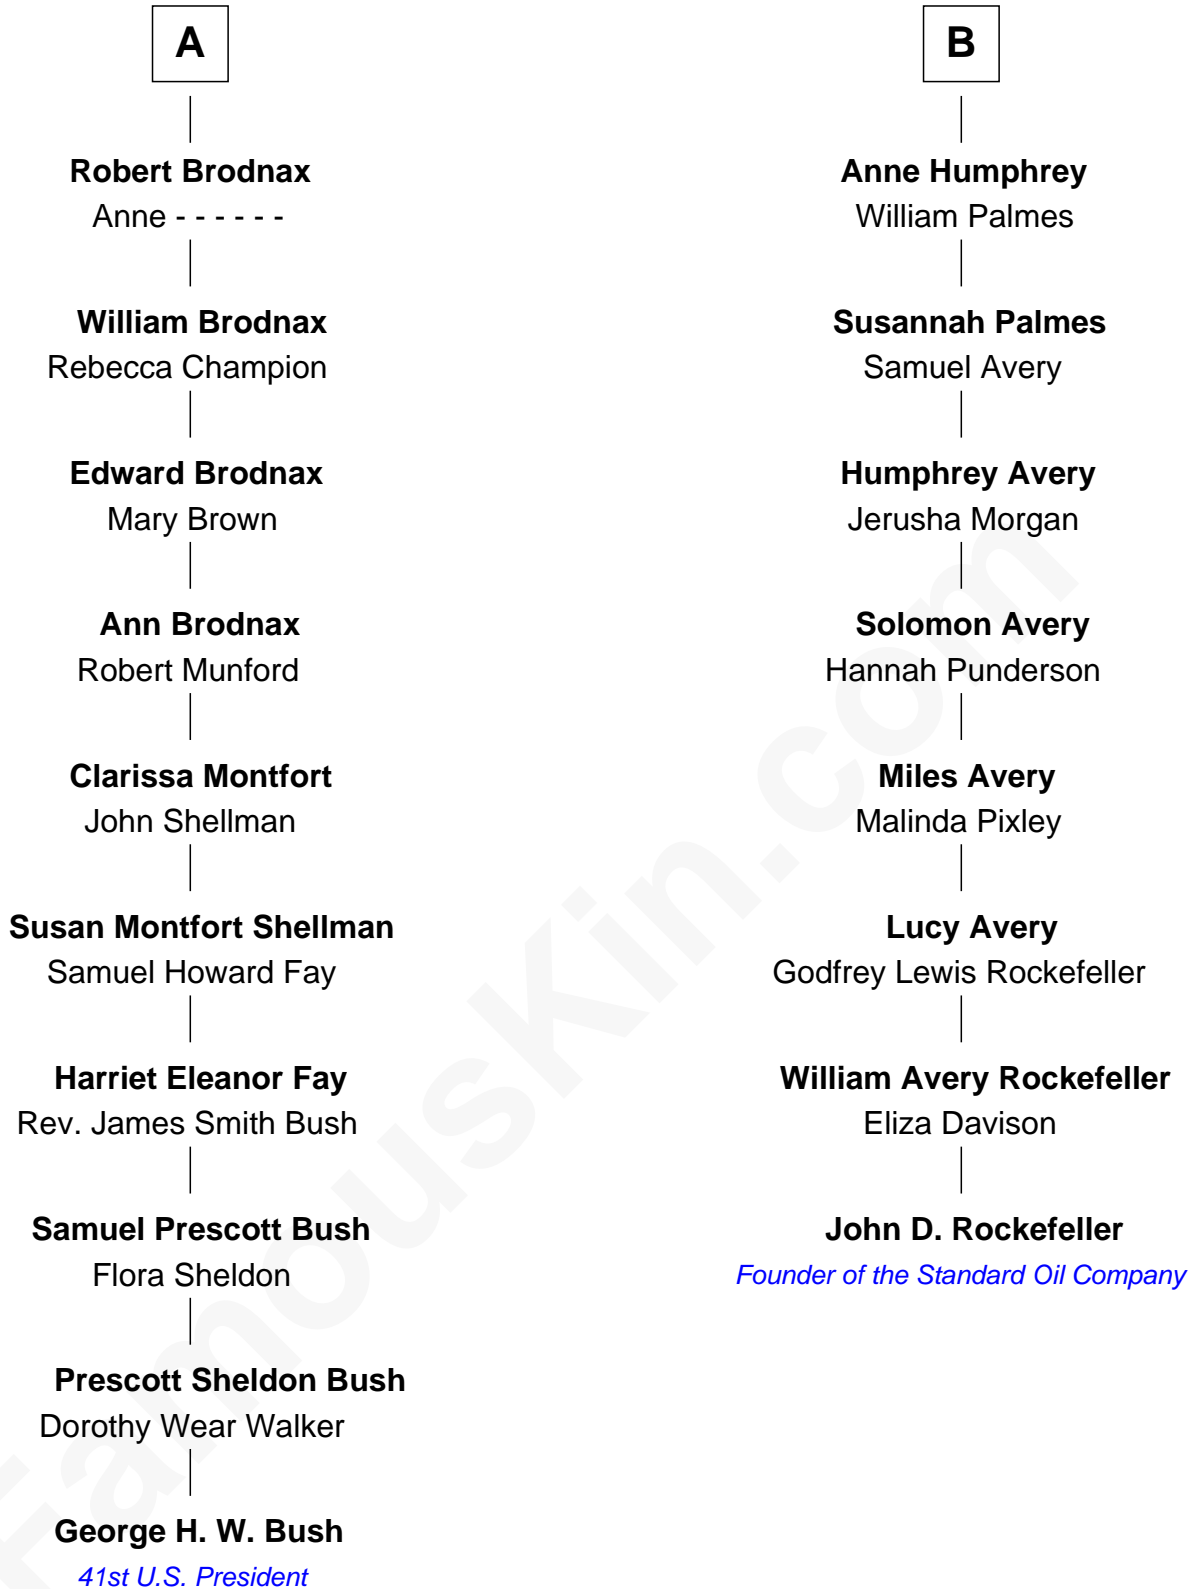 A
Robert Brodnax
Anne - - - - - -
William Brodnax
Rebecca Champion
Edward Brodnax
Mary Brown
Ann Brodnax
Robert Munford
Clarissa Montfort
John Shellman
Susan Montfort Shellman
Samuel Howard Fay
Harriet Eleanor Fay
Rev. James Smith Bush
Samuel Prescott Bush
Flora Sheldon
Prescott Sheldon Bush
Dorothy Wear Walker
George H. W. Bush
41st U.S. President
B
Anne Humphrey
William Palmes
Susannah Palmes
Samuel Avery
Humphrey Avery
Jerusha Morgan
Solomon Avery
Hannah Punderson
Miles Avery
Malinda Pixley
Lucy Avery
Godfrey Lewis Rockefeller
William Avery Rockefeller
Eliza Davison
John D. Rockefeller
Founder of the Standard Oil Company
FamousKin.com